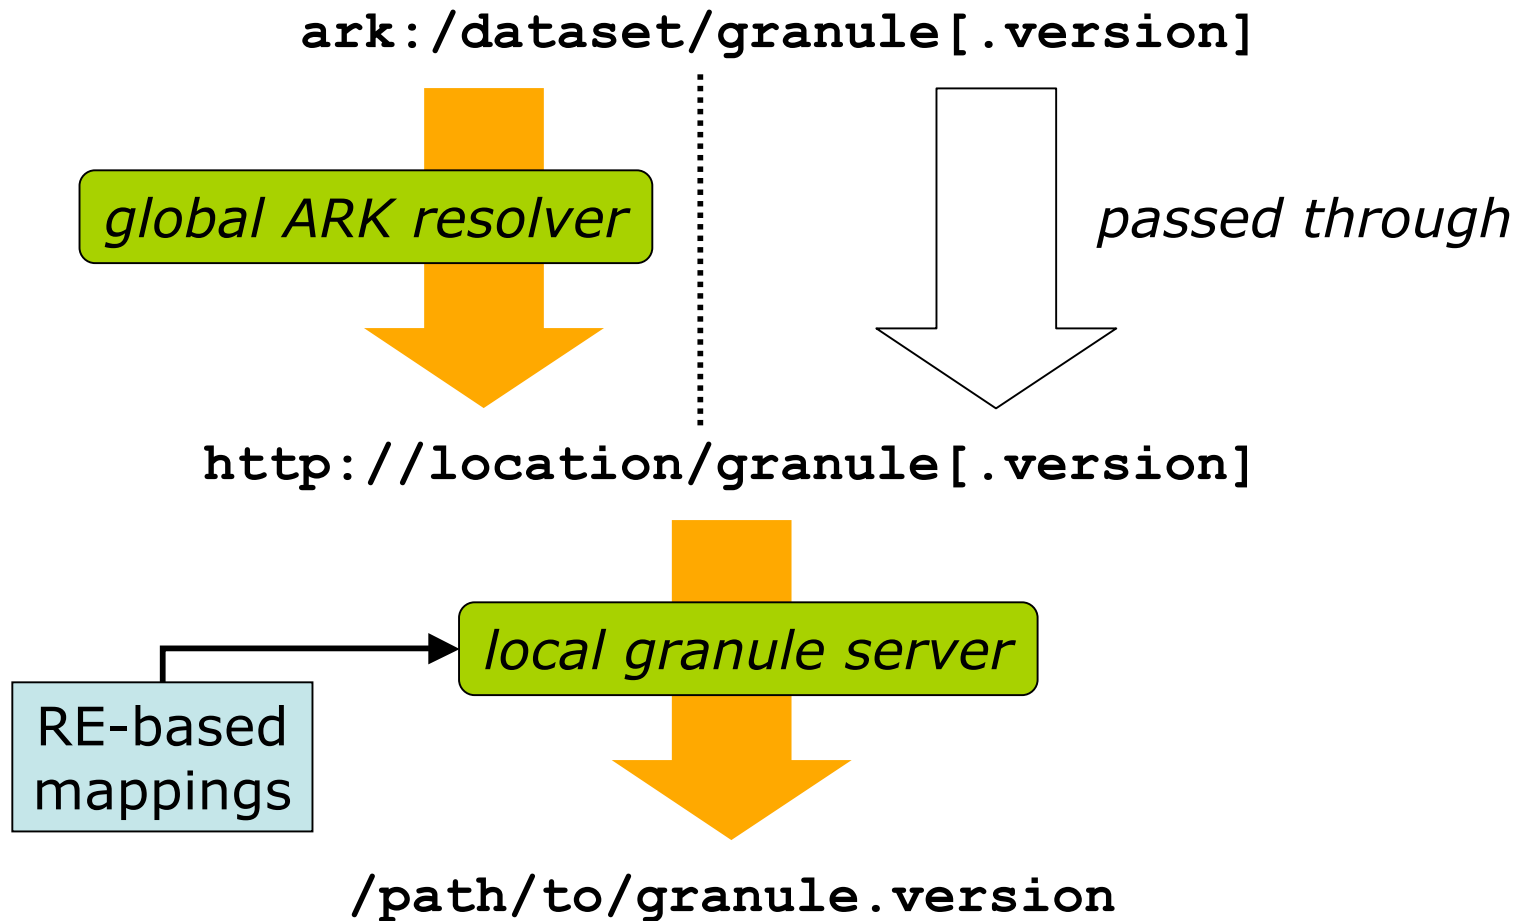 ark:/dataset/granule[.version]
global ARK resolver
passed through
http://location/granule[.version]
local granule server
RE-based
mappings
/path/to/granule.version